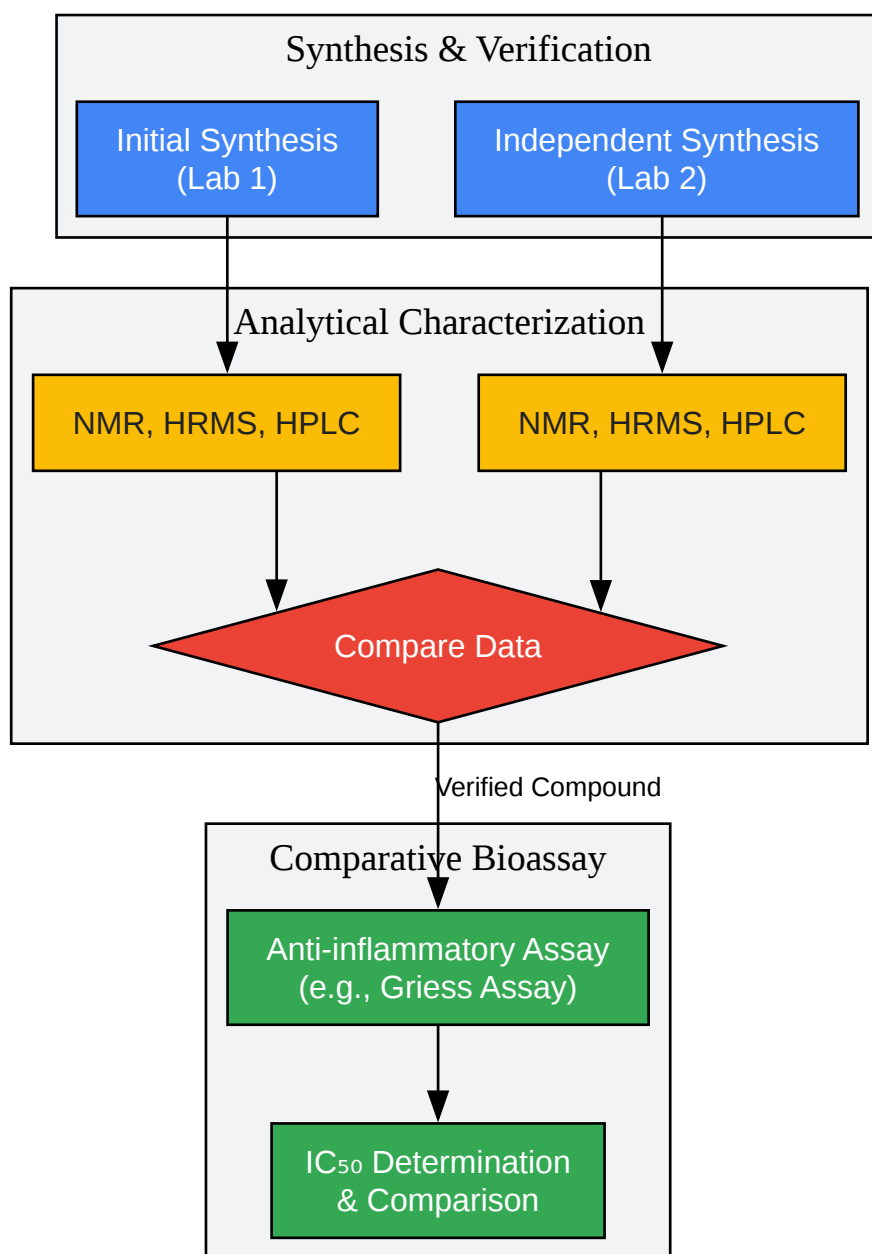 Synthesis & Verification
Initial Synthesis
(Lab 1)
Independent Synthesis
(Lab 2)
Analytical Characterization
NMR, HRMS, HPLC
NMR, HRMS, HPLC
Compare Data
Verified Compound
Comparative Bioassay
Anti-inflammatory Assay
(e.g., Griess Assay)
IC₅₀ Determination
& Comparison